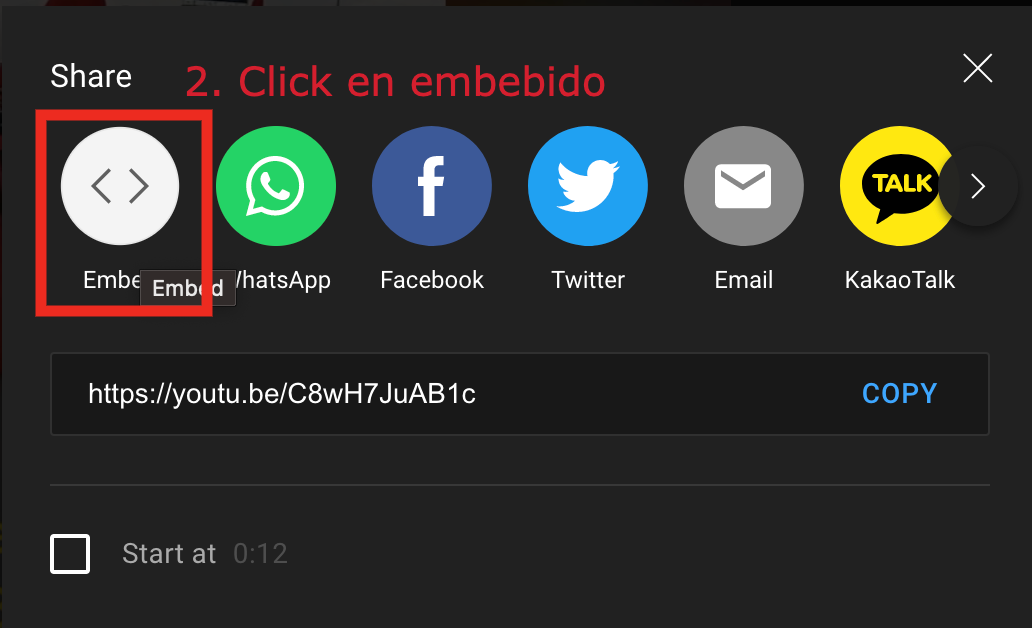 Share
2. Click en embebido
TALK
Embe
Embed
hatsApp
Facebook
Twitter
Email
KakaoTalk
https://youtu.be/C8wH7JuAB1c
COPY
Start at 0:12